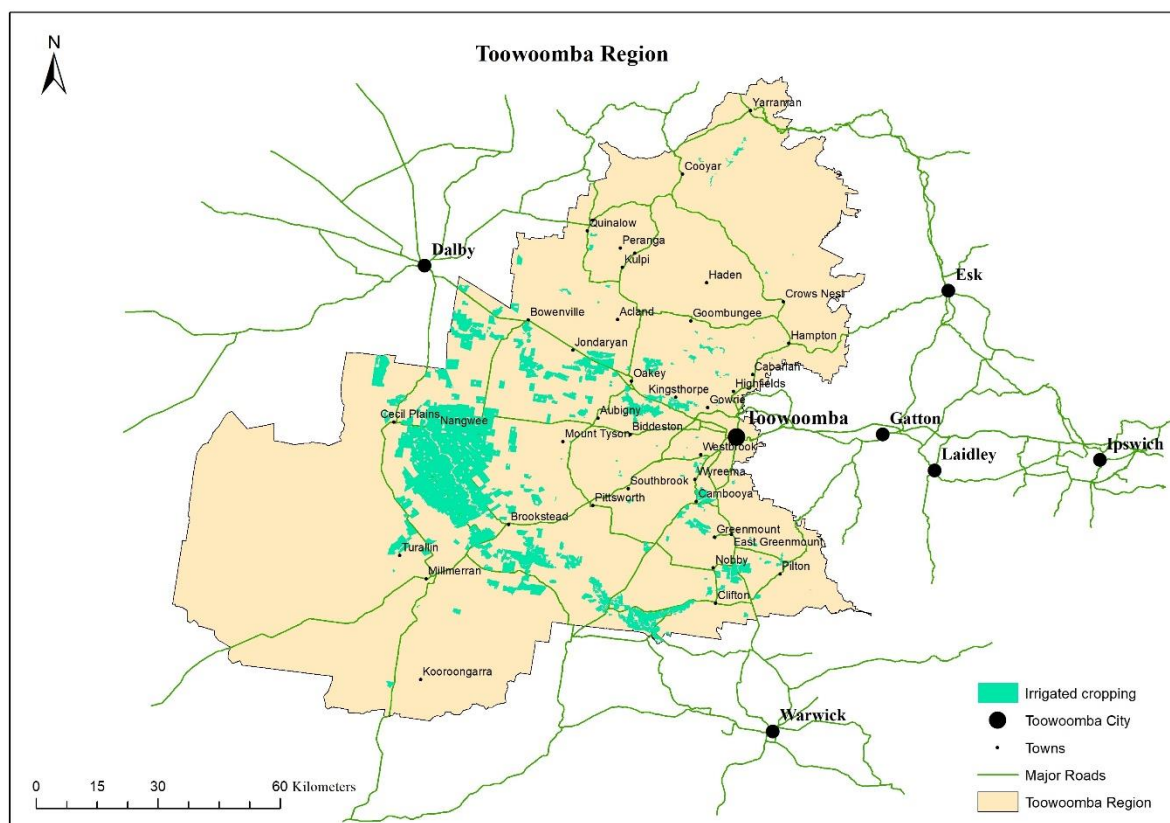 N
Toowoomba Region
Yarraman
Cooyar
Quinalow
Peranga
Kulpi
Dalby
Haden
Esk
Crows Nest
Bowenville
Acland
Goombungee
Hampton
Jondaryan
Oakey
Cabarlah
Kingsthorpe
Highfields
Gowrie
Cecil Plains
Nangwee
Aubigny
Toowoomba
Biddeston
Gatton
Mount Tyson
Westbrook
Ipswich
Laidley
Wyreema
Southbrook
Pittsworth
Cambooya
Brookstead
Greenmount
East Greenmount
Turallin
Nobby
Pilton
Millmerran
Clifton
Kooroongarra
Warwick
Irrigated cropping
Toowoomba City
Towns
Major Roads
Toowoomba Region
0 15 30 60 Kilometers